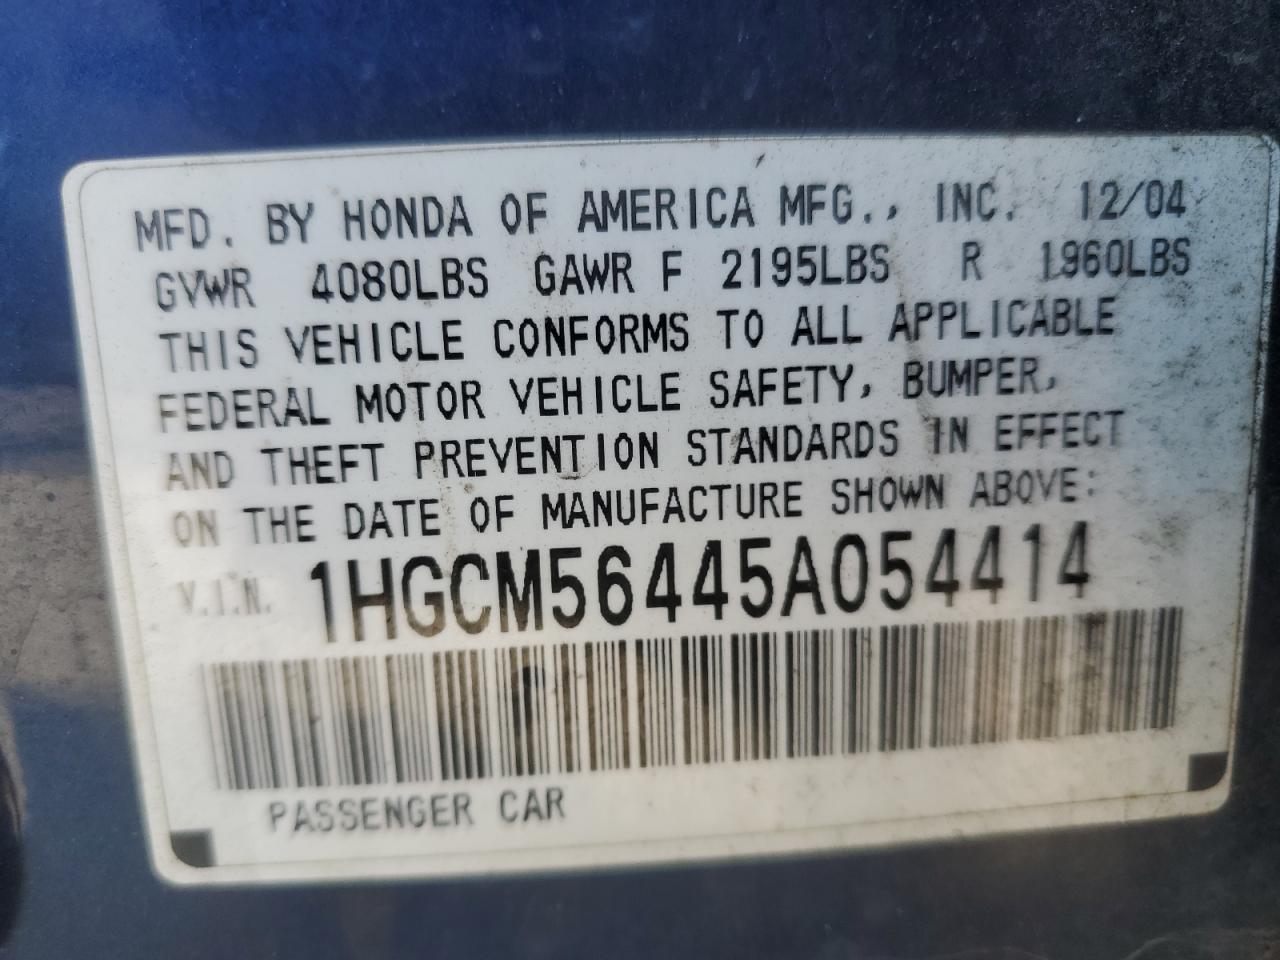 MFD. BY HONDA OF AMERICA MFG., INC. 12/04
GVWR 4080LBS GAWR F 2195LBS R 1960LBS
THIS VEHICLE CONFORMS TO ALL APPLICABLE
FEDERAL MOTOR VEHICLE SAFETY, BUMPER,
AND THEFT PREVENTION STANDARDS IN EFFECT
ON THE DATE OF MANUFACTURE SHOWN ABOVE:
V.I.N. 1HGCM56445A054414
PASSENGER CAR